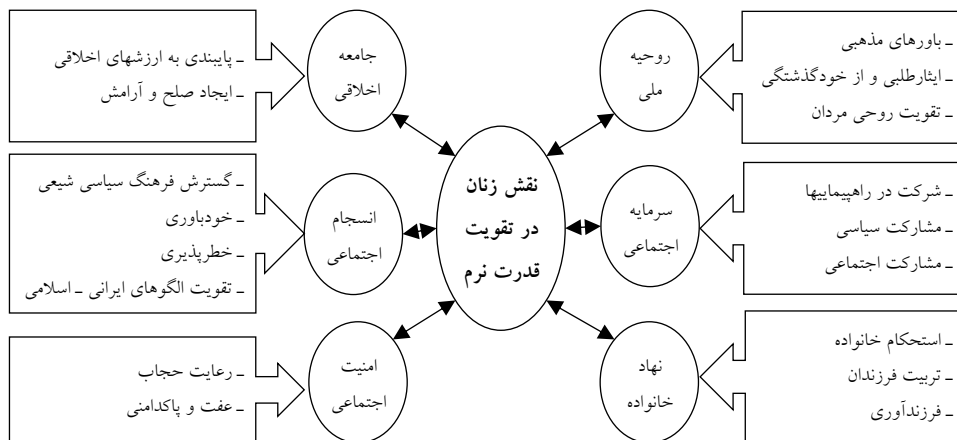 ـ باورهای مذهبی
ـ ایثارطلبی و از خودگذشتگی
تقویت روحی مردان
روحیه
ملی
جامعه
اخلاقی
ـ پایبندی به ارزشهای اخلاقی
ـ ایجاد صلح و آرامش
نقش زنان
در تقویت
قدرت نرم
ـ شرکت در راهپیماییها
ـ مشارکت سیاسی
ـ مشارکت اجتماعی
سرمایه
اجتماعی
انسجام
اجتماعی
ـ گسترش فرهنگ سیاسی شیعی
ـ خودباوری
ـ خطرپذیری
ـ تقویت الگوهای ایرانی ـ اسلامی
ـ استحکام خانواده
ـ تربیت فرزندان
ـ فرزندآوری
نهاد
خانواده
امنیت
اجتماعی
ـ رعایت حجاب
ـ عفت و پاکدامنی